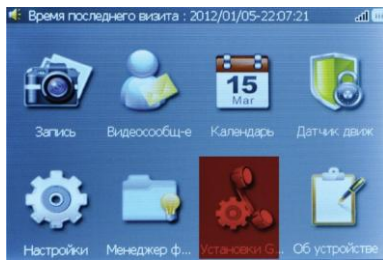 Время последнего визита : 2012/01/05-22:07:21
15
Mar
Запись Видеосообщ-е Календарь Датчик движ
Настройки Менеджер ф... Установки G... Об устройстве